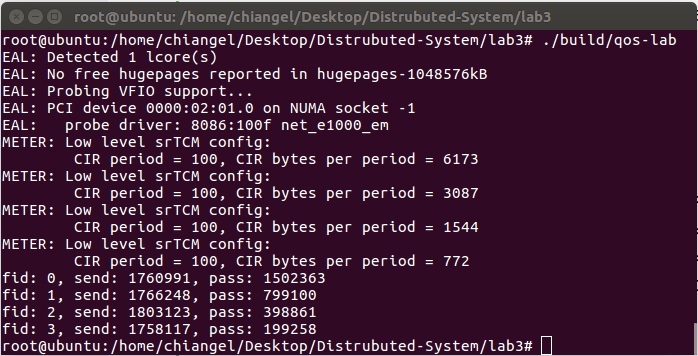 root@ubuntu: /home/chiangel/Desktop/Distrubuted-System/lab3
root@ubuntu:/home/chiangel/Desktop/Distrubuted-System/lab3# ./build/qos-lab
EAL: Detected 1 lcore(s)
EAL: No free hugepages reported in hugepages-1048576kB
EAL: Probing VFIO support...
EAL: PCI device 0000:02:01.0 on NUMA socket -1
EAL:   probe driver: 8086:100f net_e1000_em
METER: Low level srTCM config:
        CIR period = 100, CIR bytes per period = 6173
METER: Low level srTCM config:
        CIR period = 100, CIR bytes per period = 3087
METER: Low level srTCM config:
        CIR period = 100, CIR bytes per period = 1544
METER: Low level srTCM config:
        CIR period = 100, CIR bytes per period = 772
fid: 0, send: 1760991, pass: 1502363
fid: 1, send: 1766248, pass: 799100
fid: 2, send: 1803123, pass: 398861
fid: 3, send: 1758117, pass: 199258
root@ubuntu:/home/chiangel/Desktop/Distrubuted-System/lab3#